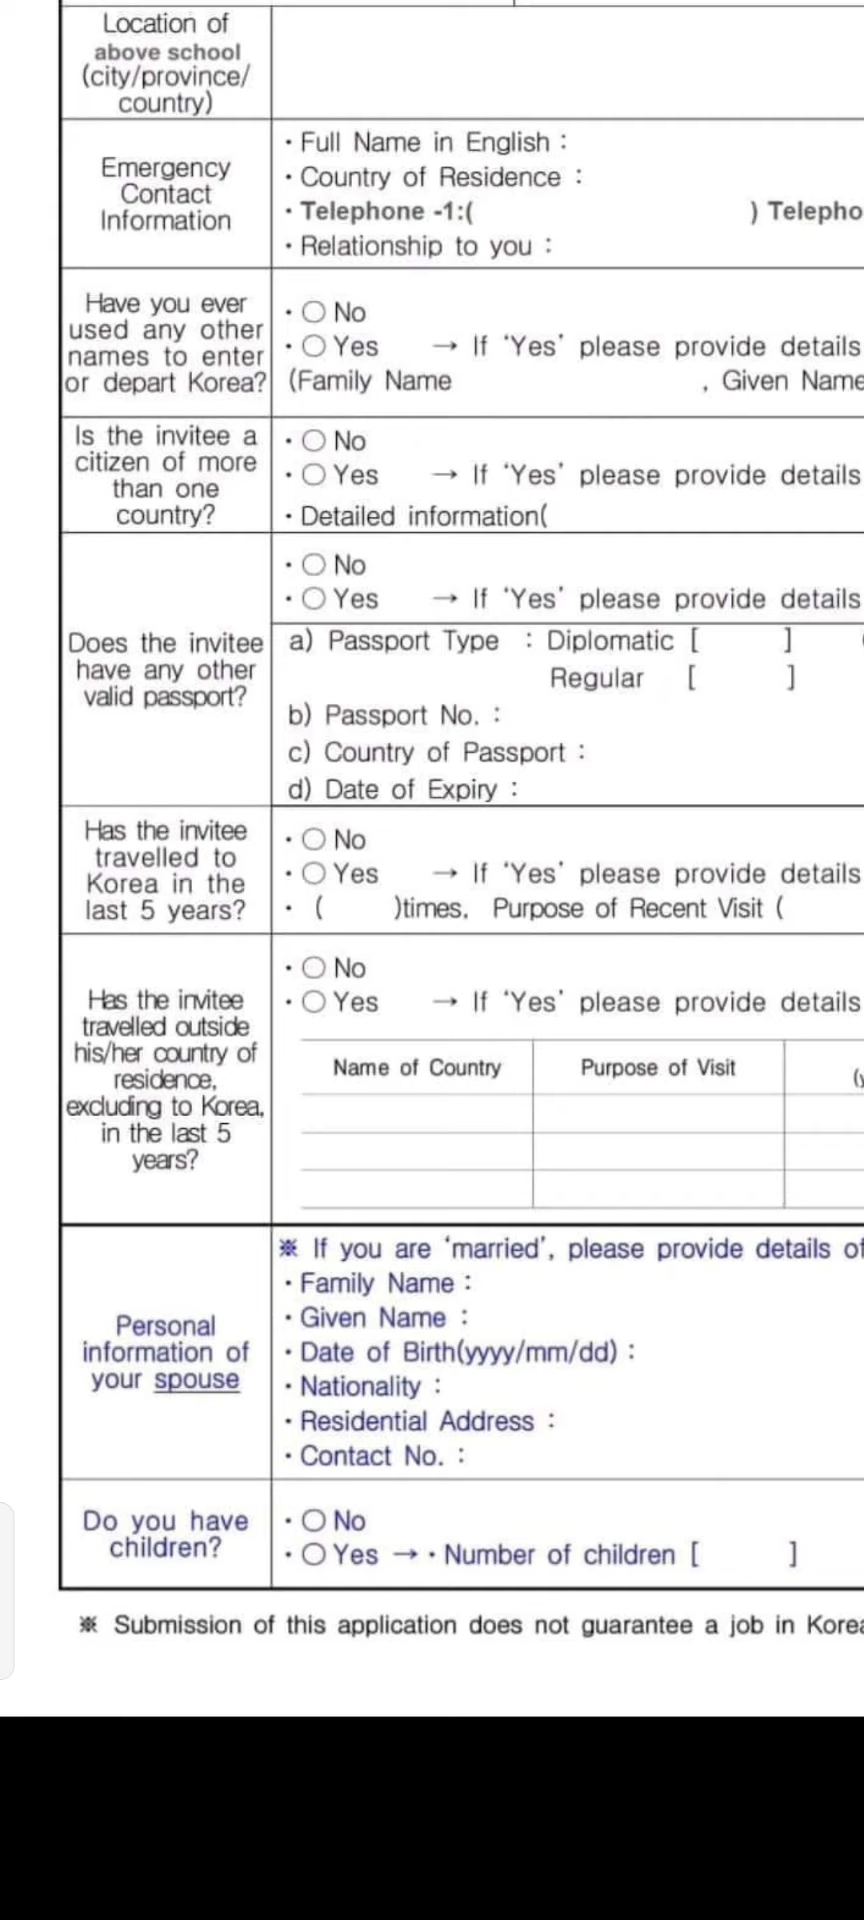 Location of
above school
(city/province/
country)
Emergency
Contact
Information
· Full Name in English :
· Country of Residence :
· Telephone -1:( ) Telepho
· Relationship to you :
Have you ever
used any other
names to enter
or depart Korea?
· ○ No
· ○ Yes → If 'Yes' please provide details
(Family Name , Given Name
Is the invitee a
citizen of more
than one
country?
· ○ No
· ○ Yes → If 'Yes' please provide details
· Detailed information(
Does the invitee
have any other
valid passport?
· ○ No
· ○ Yes → If 'Yes' please provide details
a) Passport Type : Diplomatic [ ]
Regular [ ]
b) Passport No. :
c) Country of Passport :
d) Date of Expiry :
Has the invitee
travelled to
Korea in the
last 5 years?
· ○ No
· ○ Yes → If 'Yes' please provide details
· ( )times, Purpose of Recent Visit (
Has the invitee
travelled outside
his/her country of
residence,
excluding to Korea,
in the last 5
years?
· ○ No
· ○ Yes → If 'Yes' please provide details
Name of Country Purpose of Visit
Personal
information of
your spouse
※ If you are 'married', please provide details of
· Family Name :
· Given Name :
· Date of Birth(yyyy/mm/dd) :
· Nationality :
· Residential Address :
· Contact No. :
Do you have
children?
· ○ No
· ○ Yes → · Number of children [ ]
※ Submission of this application does not guarantee a job in Korea